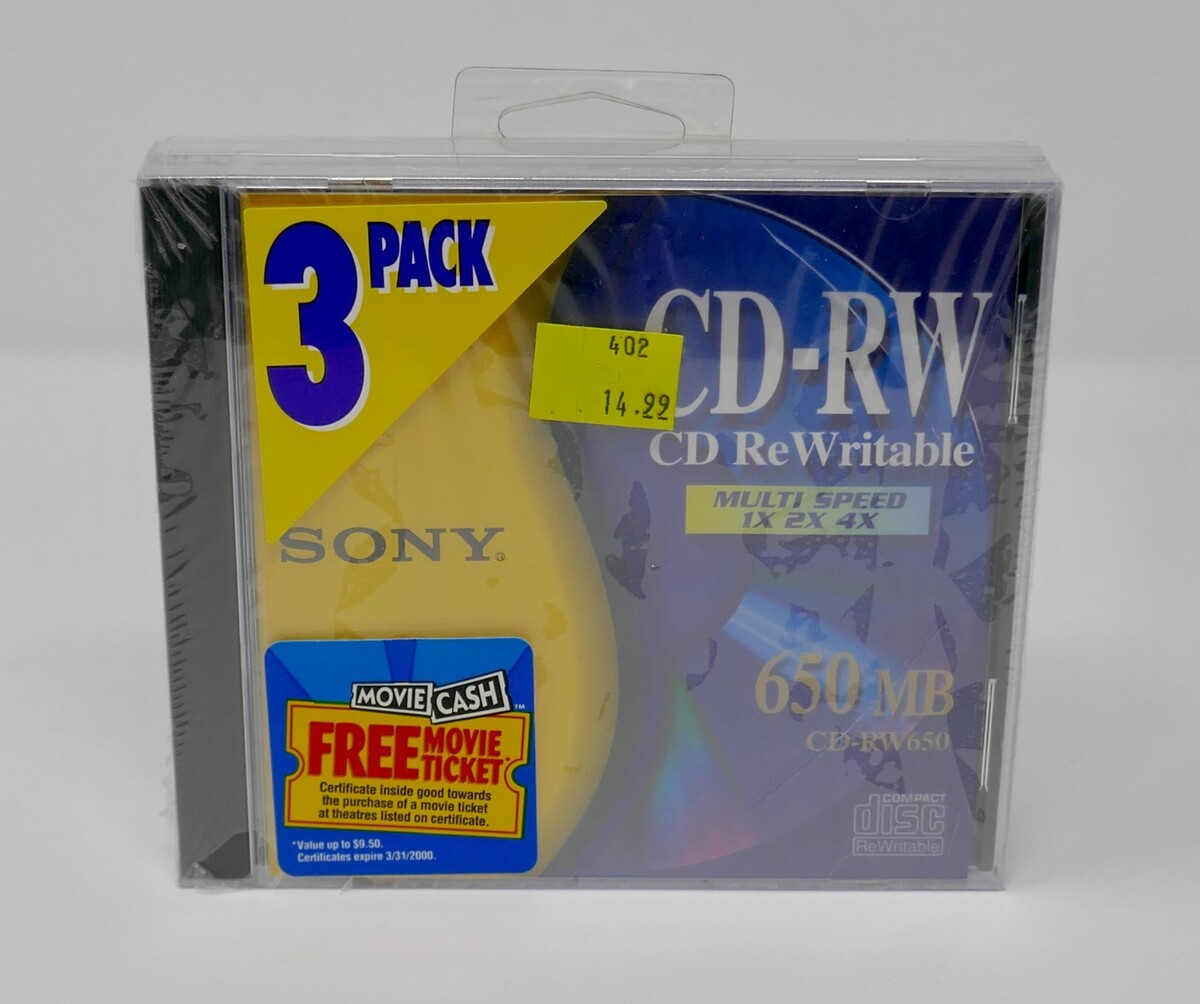 3 PACK
402
14.99
CD-RW
CD ReWritable
MULTI SPEED
1X 2X 4X
SONY®
650 MB
CD-RW650
COMPACT
disc
ReWritable
MOVIE CASH™
FREE MOVIE TICKET*
Certificate inside good towards
the purchase of a movie ticket
at theatres listed on certificate.
*Value up to $9.50.
Certificates expire 3/31/2000.